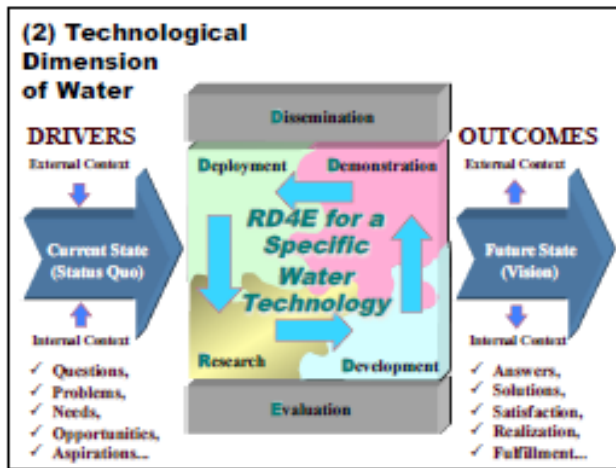 (2) Technological
Dimension
of Water
DRIVERS
External Context
Current State
(Status Quo)
Internal Context
✓ Questions,
✓ Problems,
✓ Needs,
✓ Opportunities,
✓ Aspirations...
Dissemination
Deployment
Demonstration
RD4E for a
Specific
Water
Technology
Research
Development
Evaluation
OUTCOMES
External Context
Future State
(Vision)
Internal Context
✓ Answers,
✓ Solutions,
✓ Satisfaction,
✓ Realization,
✓ Fulfillment...